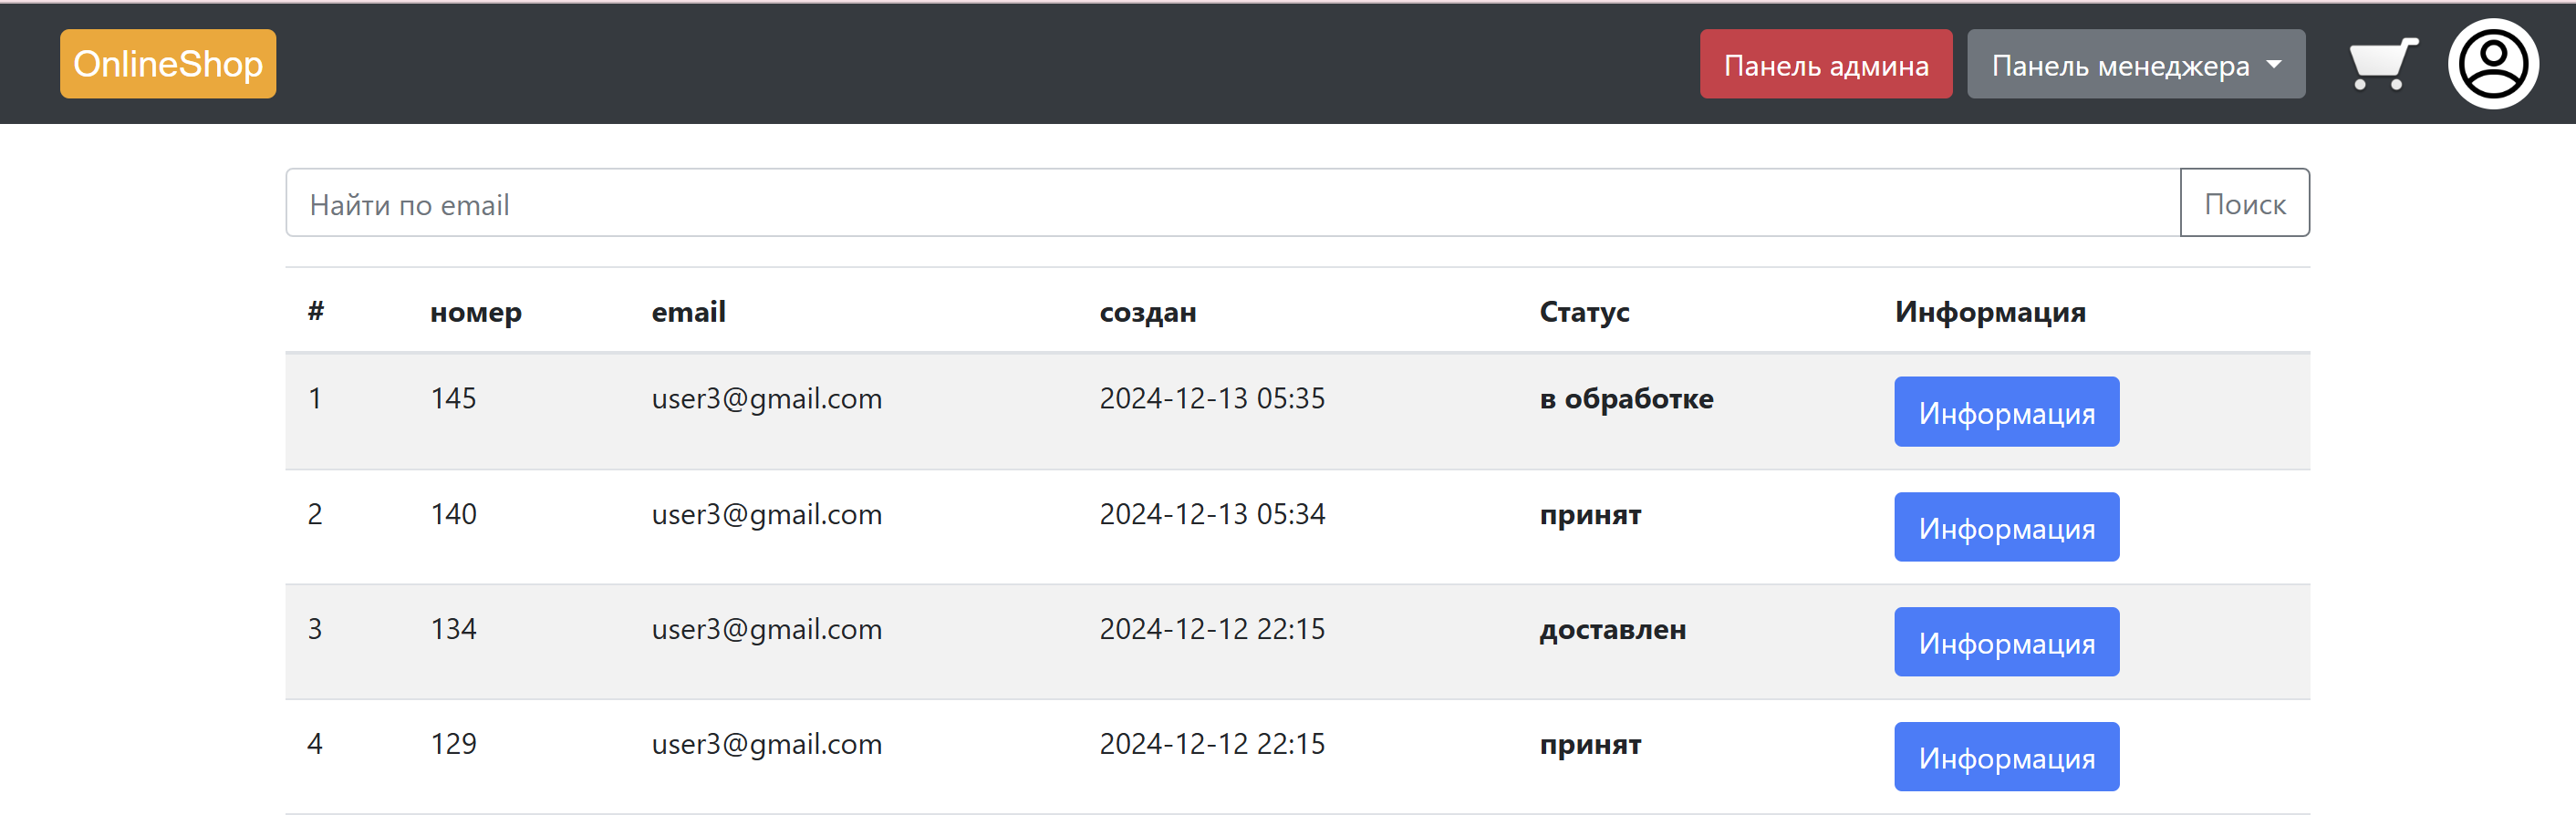 OnlineShop Панель админа Панель менеджера
Найти по email Поиск
# номер email создан Статус Информация
1 145 user3@gmail.com 2024-12-13 05:35 в обработке Информация
2 140 user3@gmail.com 2024-12-13 05:34 принят Информация
3 134 user3@gmail.com 2024-12-12 22:15 доставлен Информация
4 129 user3@gmail.com 2024-12-12 22:15 принят Информация